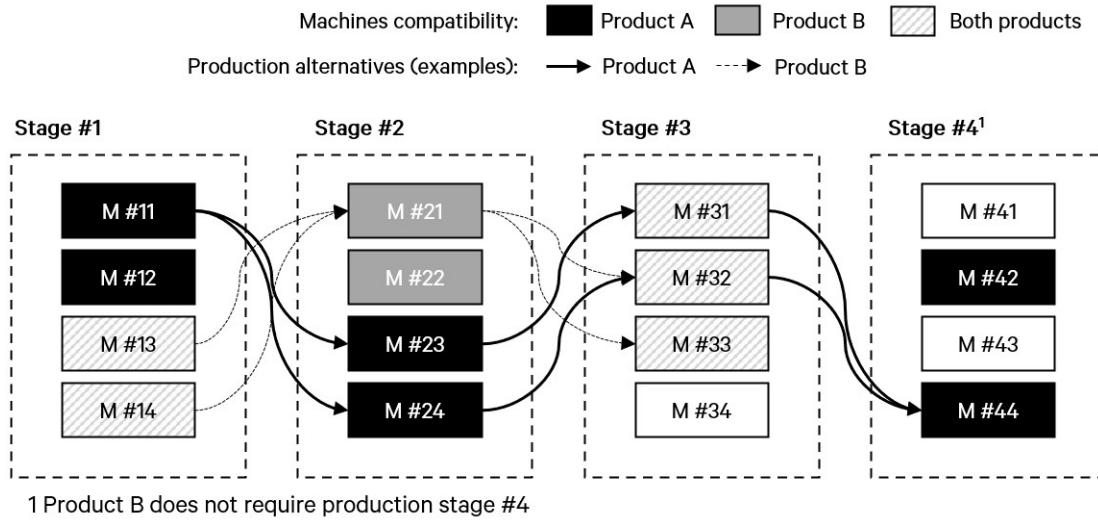 Machines compatibility: Product A Product B Both products
Production alternatives (examples): Product A Product B
Stage #1 Stage #2 Stage #3 Stage #4¹
M #11 M #21 M #31 M #41
M #12 M #22 M #32 M #42
M #13 M #23 M #33 M #43
M #14 M #24 M #34 M #44
1 Product B does not require production stage #4